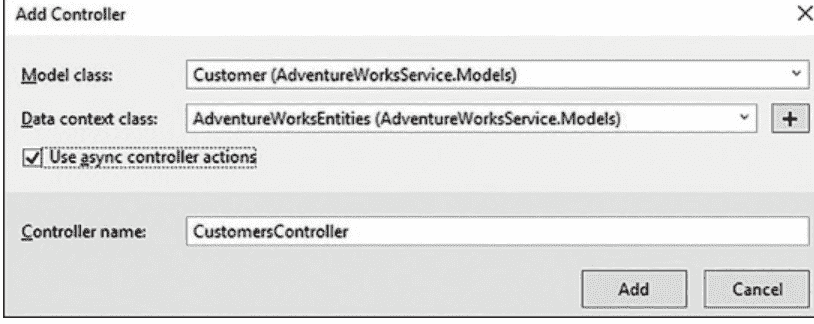 Add Controller
Model class: Customer (AdventureWorksService.Models)
Data context class: AdventureWorksEntities (AdventureWorksService.Models) +
Use async controller actions
Controller name: CustomersController
Add Cancel